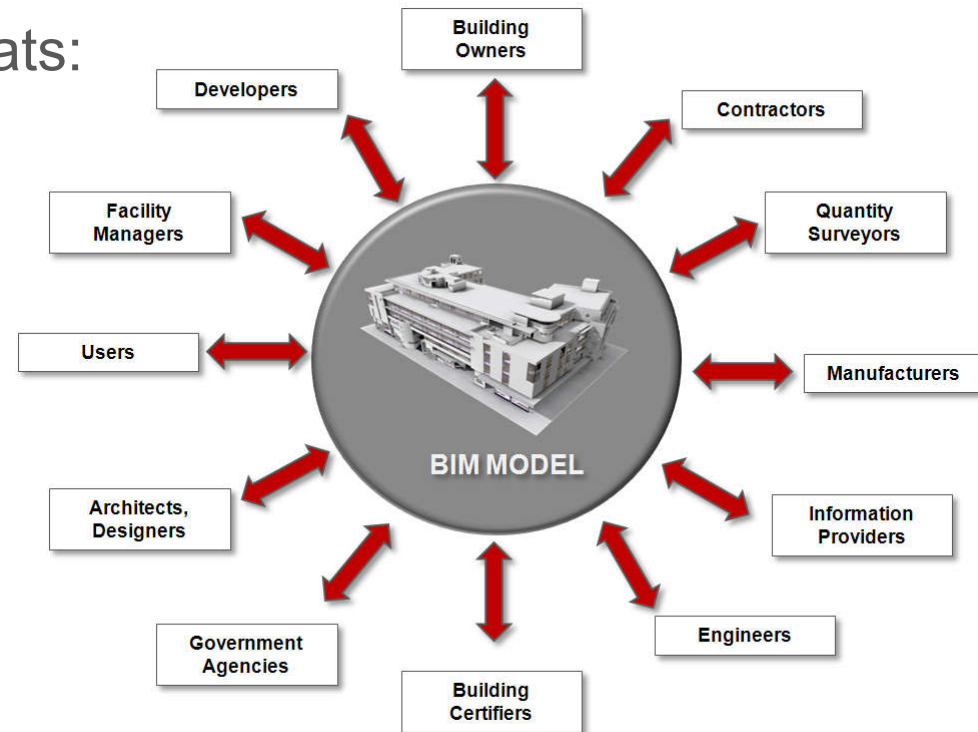 ats:
Building
Owners
Developers
Contractors
Facility
Managers
Quantity
Surveyors
Users
Manufacturers
BIM MODEL
Architects,
Designers
Information
Providers
Government
Agencies
Engineers
Building
Certifiers